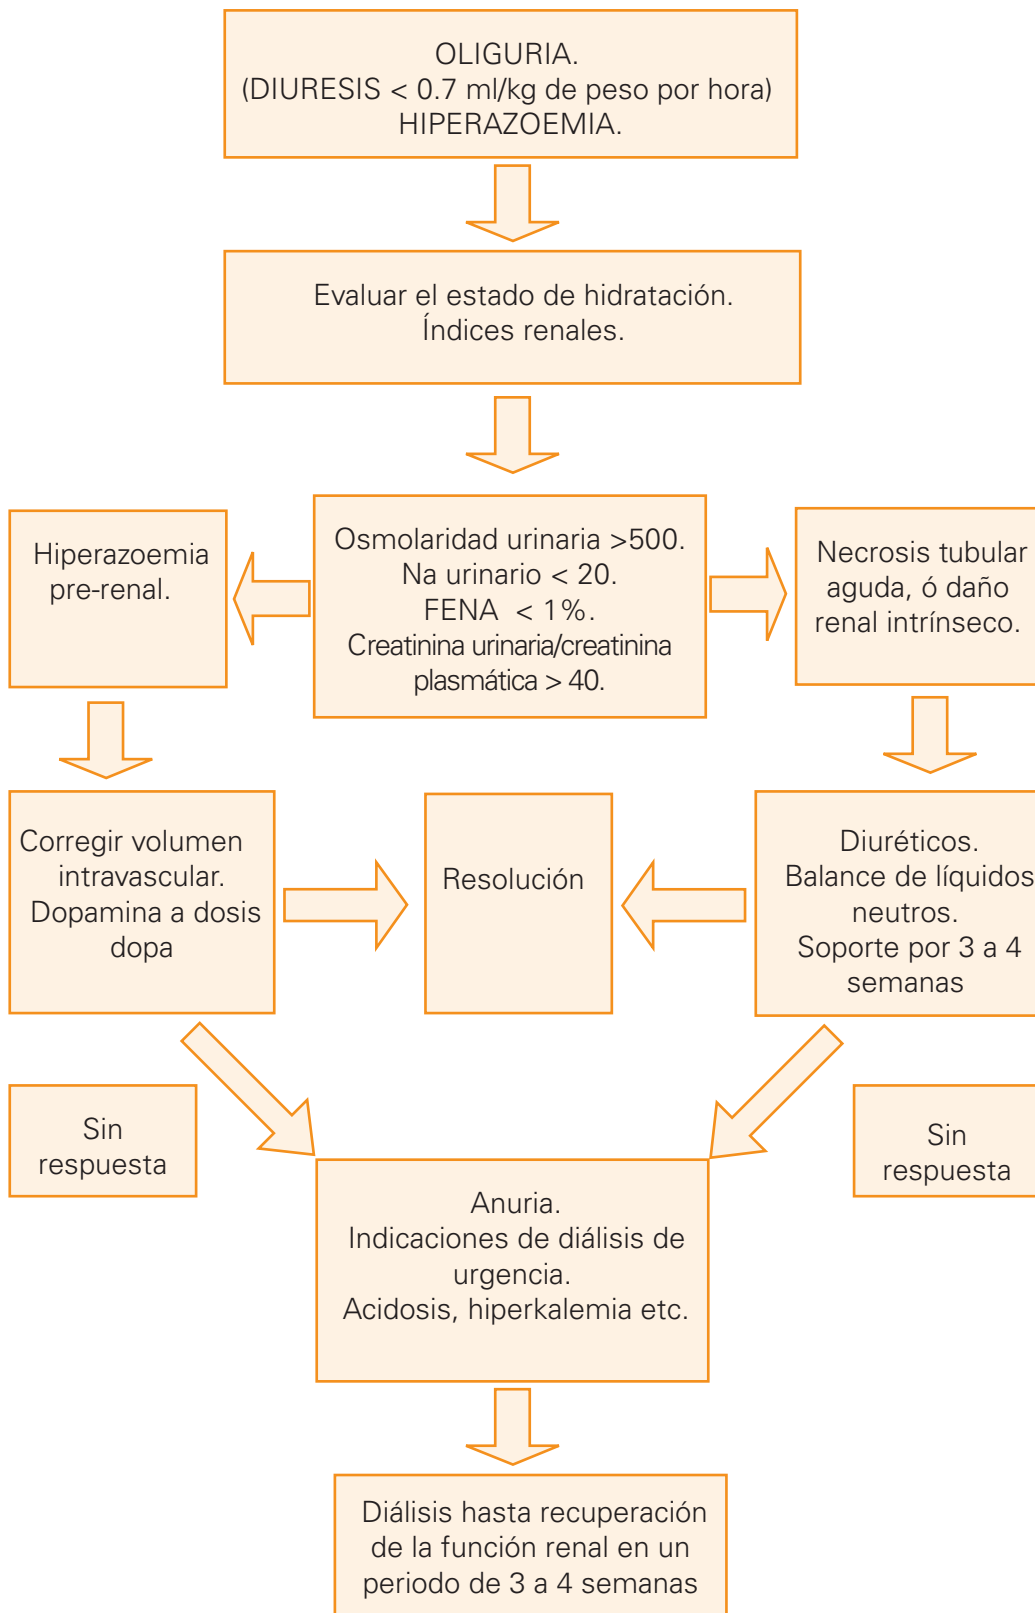 OLIGURIA.
(DIURESIS < 0.7 ml/kg de peso por hora)
HIPERAZOEMIA.
Evaluar el estado de hidratación.
Índices renales.
Hiperazoemia
pre-renal.
Osmolaridad urinaria >500.
Na urinario < 20.
FENA < 1%.
Creatinina urinaria/creatinina
plasmática > 40.
Necrosis tubular
aguda, ó daño
renal intrínseco.
Corregir volumen
intravascular.
Dopamina a dosis
dopa
Resolución
Diuréticos.
Balance de líquidos
neutros.
Soporte por 3 a 4
semanas
Sin
respuesta
Sin
respuesta
Anuria.
Indicaciones de diálisis de
urgencia.
Acidosis, hiperkalemia etc.
Diálisis hasta recuperación
de la función renal en un
periodo de 3 a 4 semanas